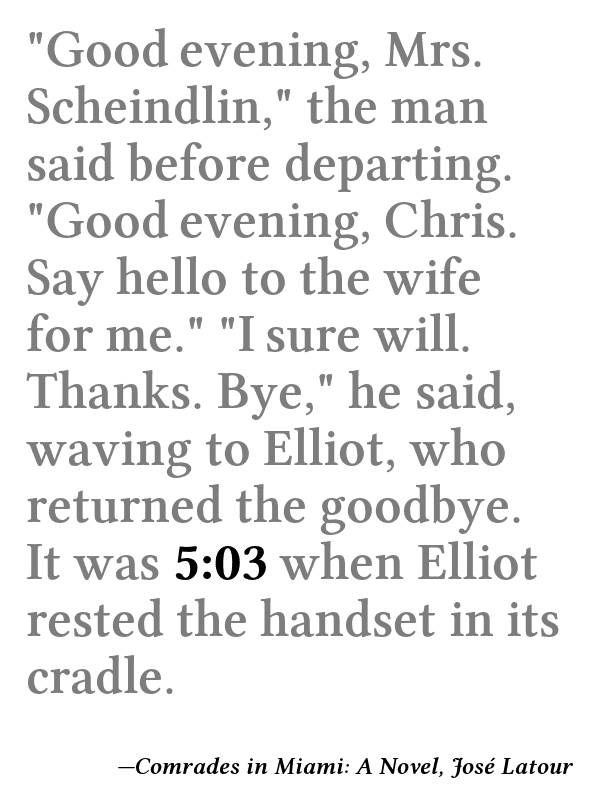 "Good evening, Mrs.
Scheindlin," the man
said before departing.
"Good evening, Chris.
Say hello to the wife
for me." "I sure will.
Thanks. Bye," he said,
waving to Elliot, who
returned the goodbye.
It was 5:03 when Elliot
rested the handset in its
cradle.
—Comrades in Miami: A Novel, José Latour